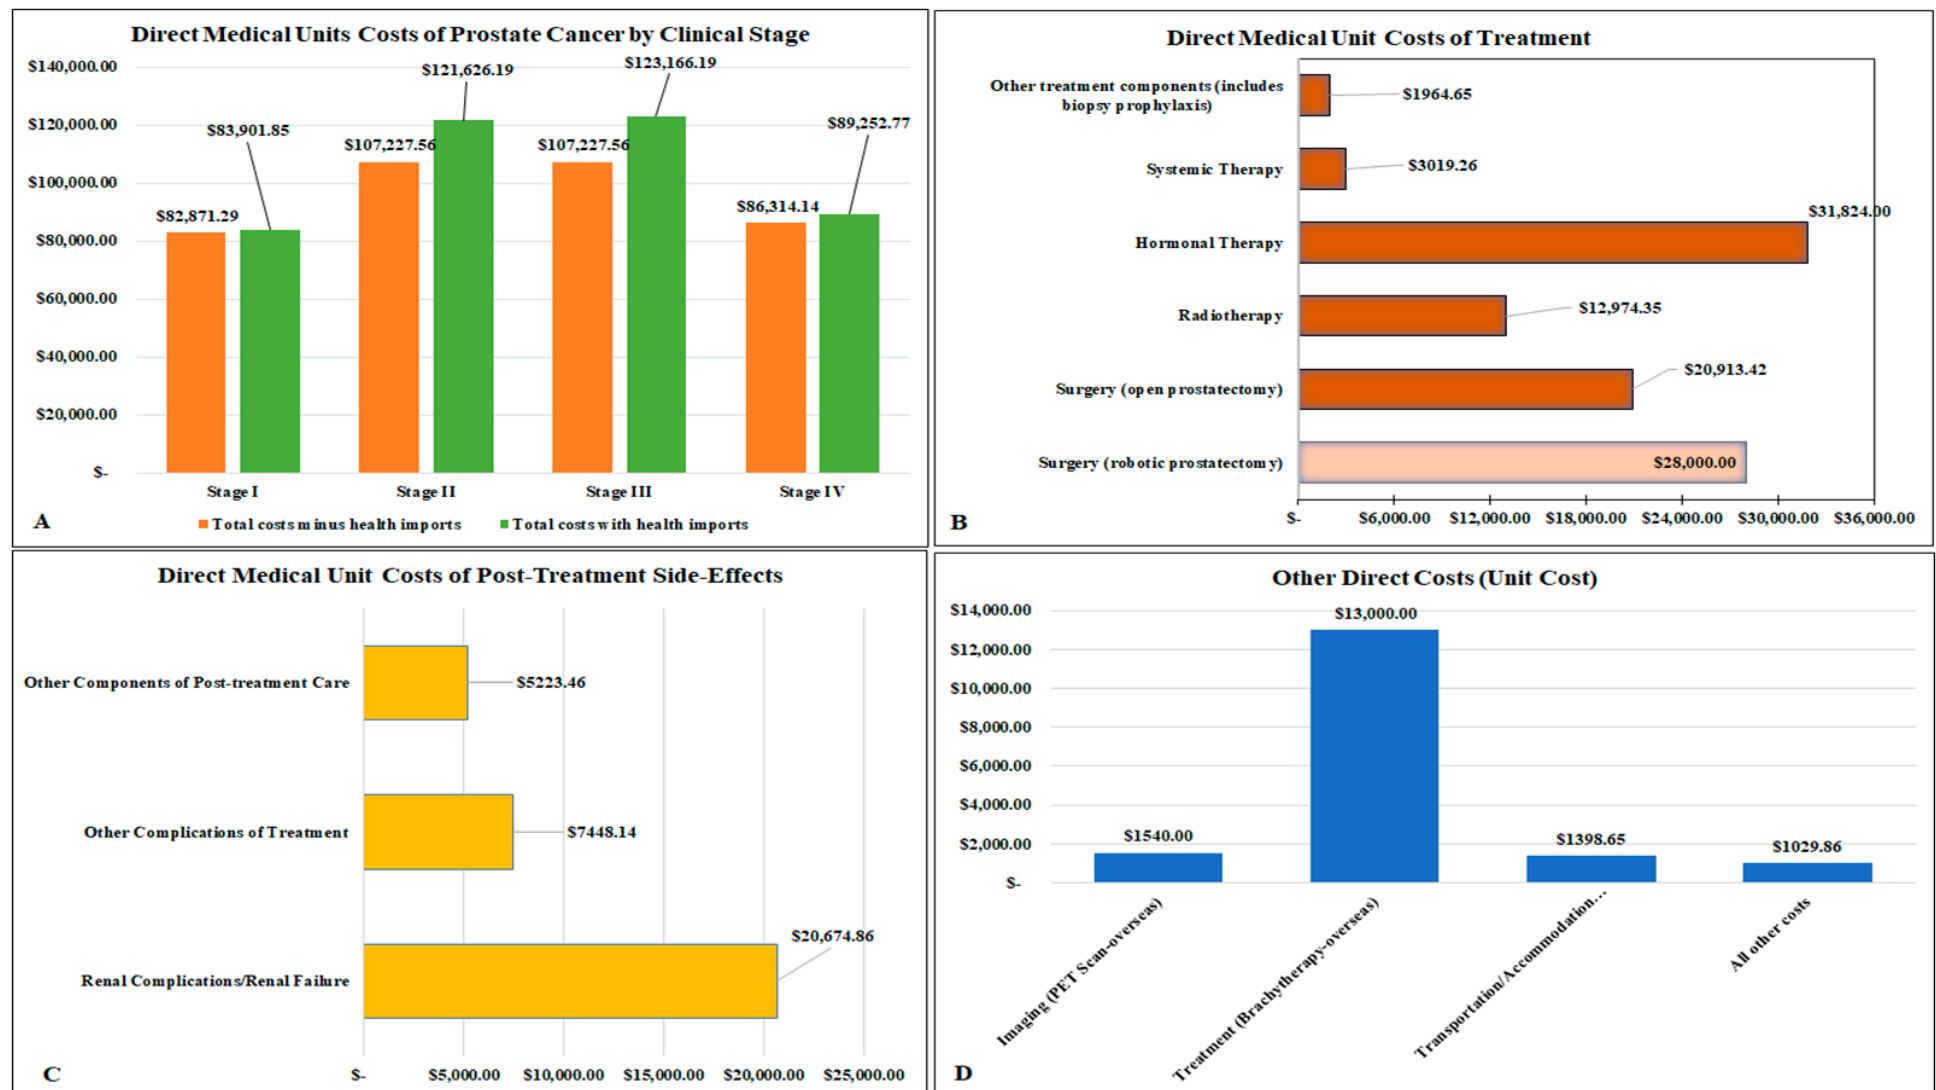 Direct Medical Units Costs of Prostate Cancer by Clinical Stage
$140,000.00
$120,000.00
$100,000.00
$80,000.00
$60,000.00
$40,000.00
$20,000.00
$-
$82,871.29
$83,901.85
$107,227.56
$121,626.19
$107,227.56
$123,166.19
$86,314.14
$89,252.77
Stage I
Stage II
Stage III
Stage IV
Total costs minus health imports
Total costs with health imports
A
Direct Medical Unit Costs of Treatment
Other treatment components (includes
biopsy prophylaxis)
$1964.65
Systemic Therapy
$3019.26
Hormonal Therapy
$31,824.00
Radiotherapy
$12,974.35
Surgery (open prostatectomy)
$20,913.42
Surgery (robotic prostatectomy)
$28,000.00
$-
$6,000.00
$12,000.00
$18,000.00
$24,000.00
$30,000.00
$36,000.00
B
Direct Medical Unit Costs of Post-Treatment Side-Effects
Other Components of Post-treatment Care
$5223.46
Other Complications of Treatment
$7448.14
Renal Complications/Renal Failure
$20,674.86
$-
$5,000.00
$10,000.00
$15,000.00
$20,000.00
$25,000.00
C
Other Direct Costs (Unit Cost)
$14,000.00
$12,000.00
$10,000.00
$8,000.00
$6,000.00
$4,000.00
$2,000.00
$-
$1540.00
$13,000.00
$1398.65
$1029.86
Imaging (PET Scan-overseas)
Treatment (Brachytherapy-overseas)
Transportation/Accommodation…
All other costs
D